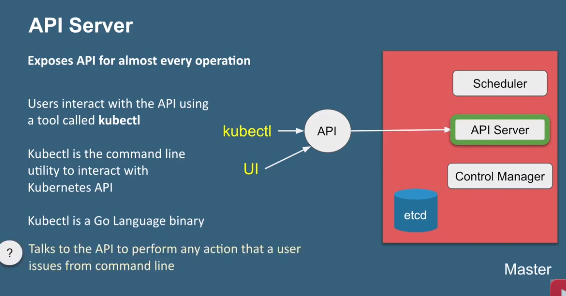 API Server
Exposes API for almost every operation
Users interact with the API using
a tool called kubectl
Kubectl is the command line
utility to interact with
Kubernetes API
Kubectl is a Go Language binary
?
Talks to the API to perform any action that a user
issues from command line
kubectl
UI
API
Scheduler
API Server
Control Manager
etcd
Master